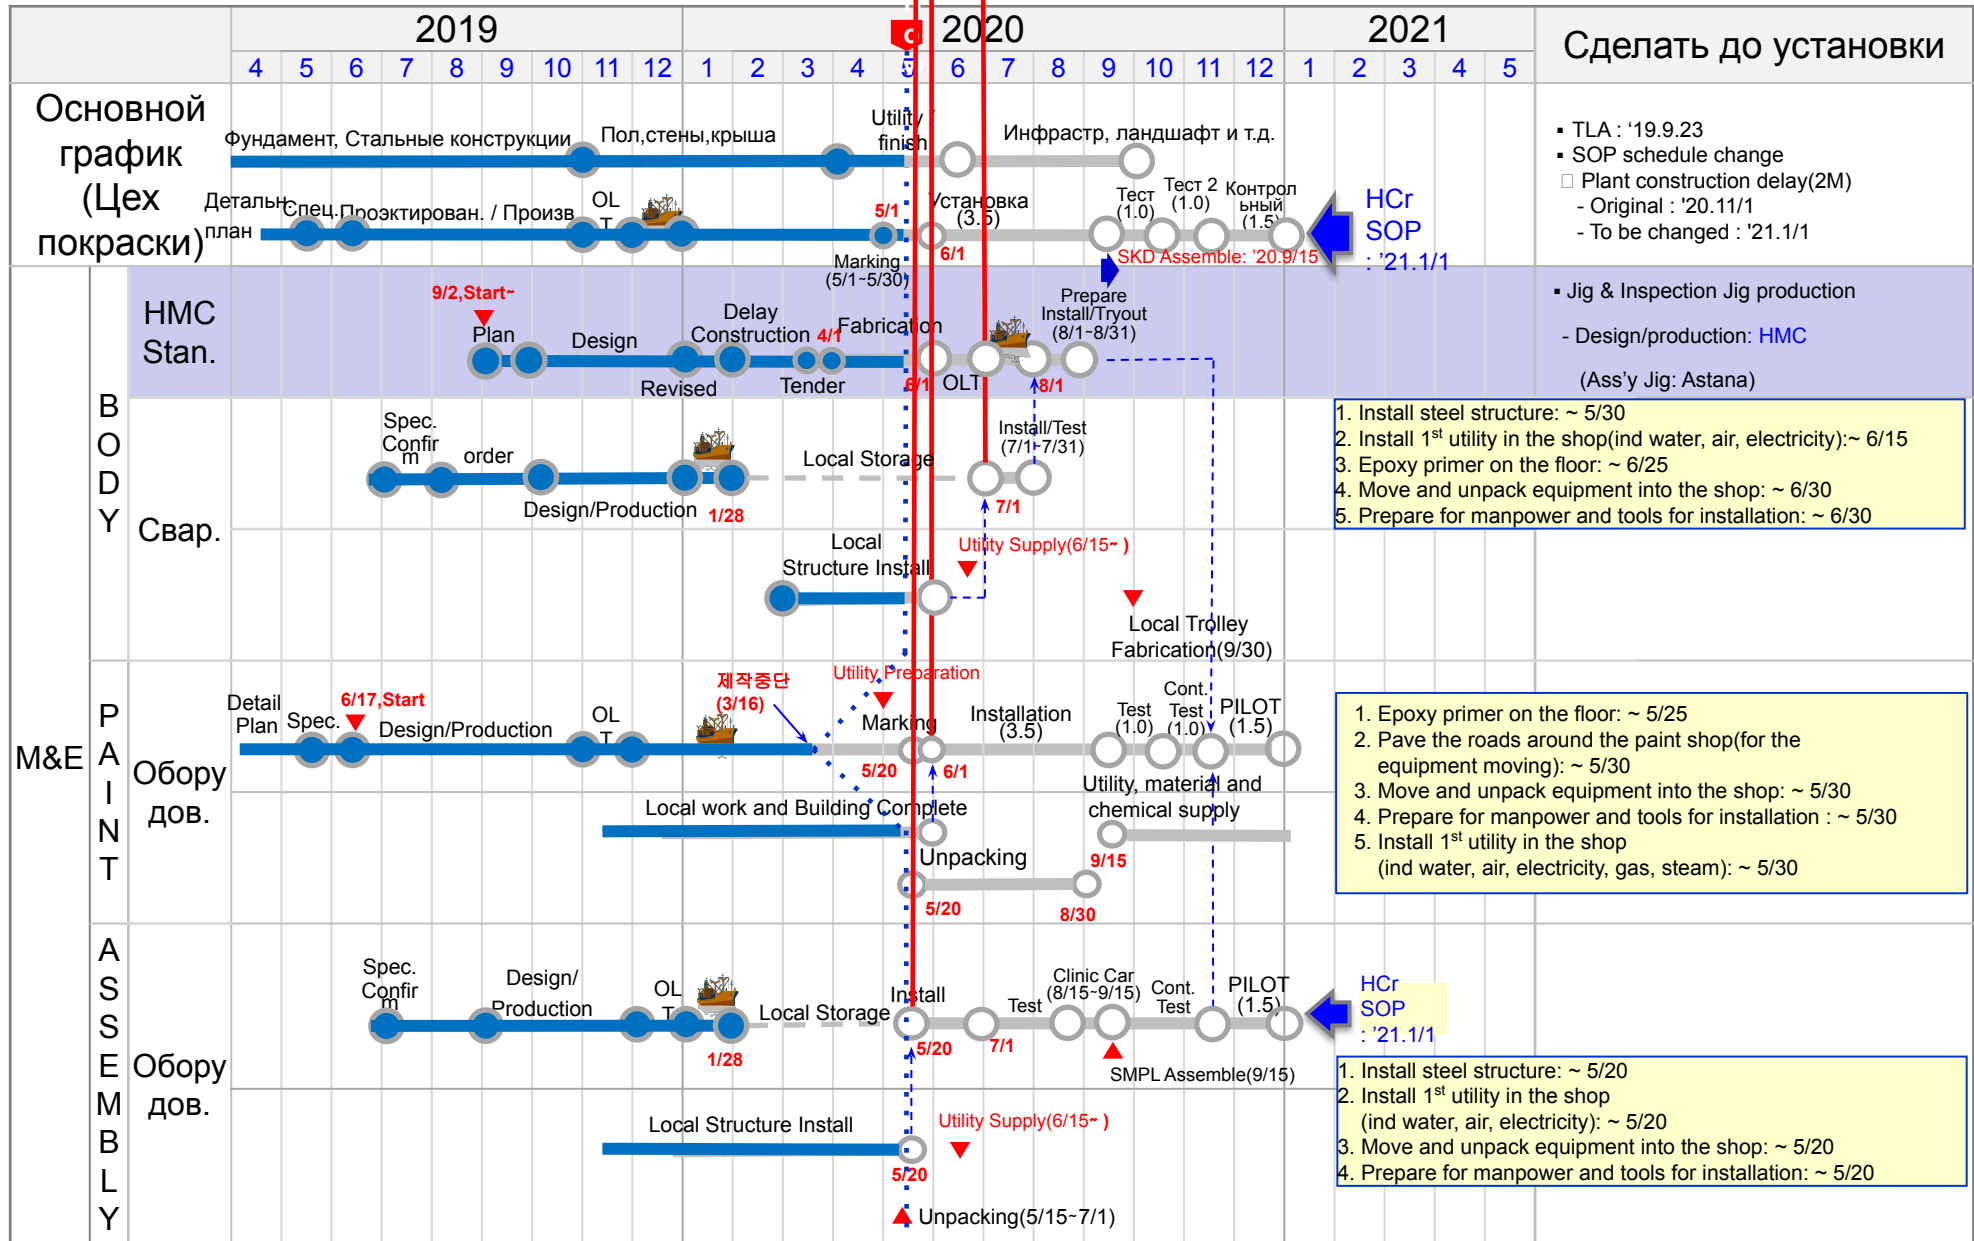 2019
2020
2021
Сделать до установки
4 5 6 7 8 9 10 11 12 1 2 3 4 5 6 7 8 9 10 11 12 1 2 3 4 5
Основной
график
(Цех
покраски)
Фундамент, Стальные конструкции
Пол,стены,крыша
Utility /
finish
Инфрастр, ландшафт и т.д.
Детальн
план
Спец.
Проэктирован. / Произв
OL
T
5/1
Marking
(5/1~5/30)
Установка
(3.5)
6/1
Тест
(1.0)
Тест 2
(1.0)
Контрол
ьный
(1.5)
SKD Assemble: '20.9/15
HCr
SOP
: '21.1/1
▪ TLA : '19.9.23
▪ SOP schedule change
□ Plant construction delay(2M)
- Original : '20.11/1
- To be changed : '21.1/1
M&E
BODY
HMC
Stan.
9/2,Start~
Plan
Design
Revised
Delay
Construction
Tender
4/1
Fabrication
6/1
OLT
Prepare
Install/Tryout
(8/1~8/31)
8/1
▪ Jig & Inspection Jig production
- Design/production: HMC
(Ass'y Jig: Astana)
Свар.
Spec.
Confir
m
order
Design/Production
1/28
Local Storage
Install/Test
(7/1~7/31)
7/1
1. Install steel structure: ~ 5/30
2. Install 1st utility in the shop(ind water, air, electricity):~ 6/15
3. Epoxy primer on the floor: ~ 6/25
4. Move and unpack equipment into the shop: ~ 6/30
5. Prepare for manpower and tools for installation: ~ 6/30
Local
Structure Install
Utility Supply(6/15~ )
Local Trolley
Fabrication(9/30)
PAINT
Обору
дов.
Detail
Plan
Spec.
6/17,Start
Design/Production
OL
T
제작중단
(3/16)
Utility Preparation
Marking
5/20
6/1
Installation
(3.5)
Test
(1.0)
Cont.
Test
(1.0)
PILOT
(1.5)
Local work and Building Complete
Utility, material and
chemical supply
9/15
Unpacking
5/20
8/30
1. Epoxy primer on the floor: ~ 5/25
2. Pave the roads around the paint shop(for the
equipment moving): ~ 5/30
3. Move and unpack equipment into the shop: ~ 5/30
4. Prepare for manpower and tools for installation : ~ 5/30
5. Install 1st utility in the shop
(ind water, air, electricity, gas, steam): ~ 5/30
ASSEMBLY
Обору
дов.
Spec.
Confir
m
Design/
Production
OL
T
1/28
Local Storage
Install
5/20
7/1
Test
Clinic Car
(8/15~9/15)
Cont.
Test
PILOT
(1.5)
SMPL Assemble(9/15)
HCr
SOP
: '21.1/1
Local Structure Install
5/20
Utility Supply(6/15~ )
Unpacking(5/15~7/1)
1. Install steel structure: ~ 5/20
2. Install 1st utility in the shop
(ind water, air, electricity): ~ 5/20
3. Move and unpack equipment into the shop: ~ 5/20
4. Prepare for manpower and tools for installation: ~ 5/20